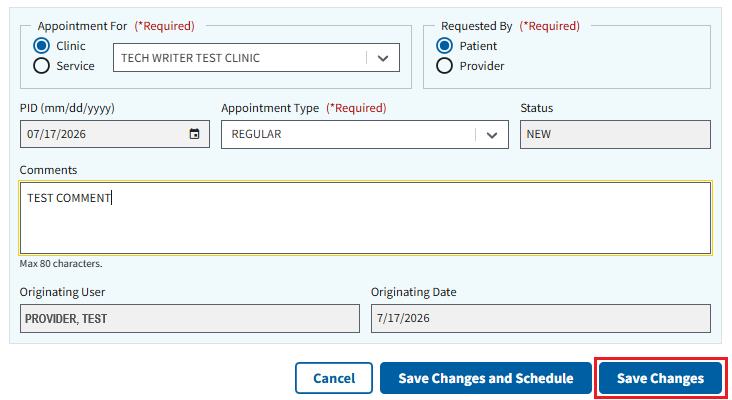 Appointment For (*Required)
Requested By (*Required)
Clinic
Service
TECH WRITER TEST CLINIC
Patient
Provider
PID (mm/dd/yyyy)
Appointment Type (*Required)
Status
07/17/2026
REGULAR
NEW
Comments
TEST COMMENT
Max 80 characters.
Originating User
Originating Date
PROVIDER, TEST
7/17/2026
Cancel
Save Changes and Schedule
Save Changes